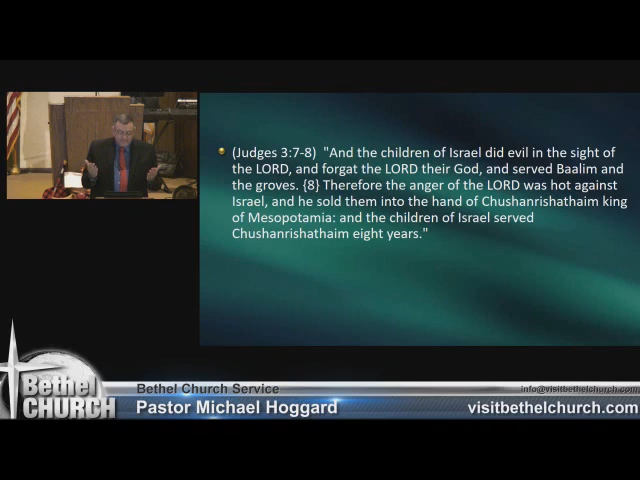 (Judges 3:7-8) "And the children of Israel did evil in the sight of
the LORD, and forgat the LORD their God, and served Baalim and
the groves. {8} Therefore the anger of the LORD was hot against
Israel, and he sold them into the hand of Chushanrishathaim king
of Mesopotamia: and the children of Israel served
Chushanrishathaim eight years."
Bethel
CHURCH
Bethel Church Service
info@visitbethelchurch.com
Pastor Michael Hoggard
visitbethelchurch.com